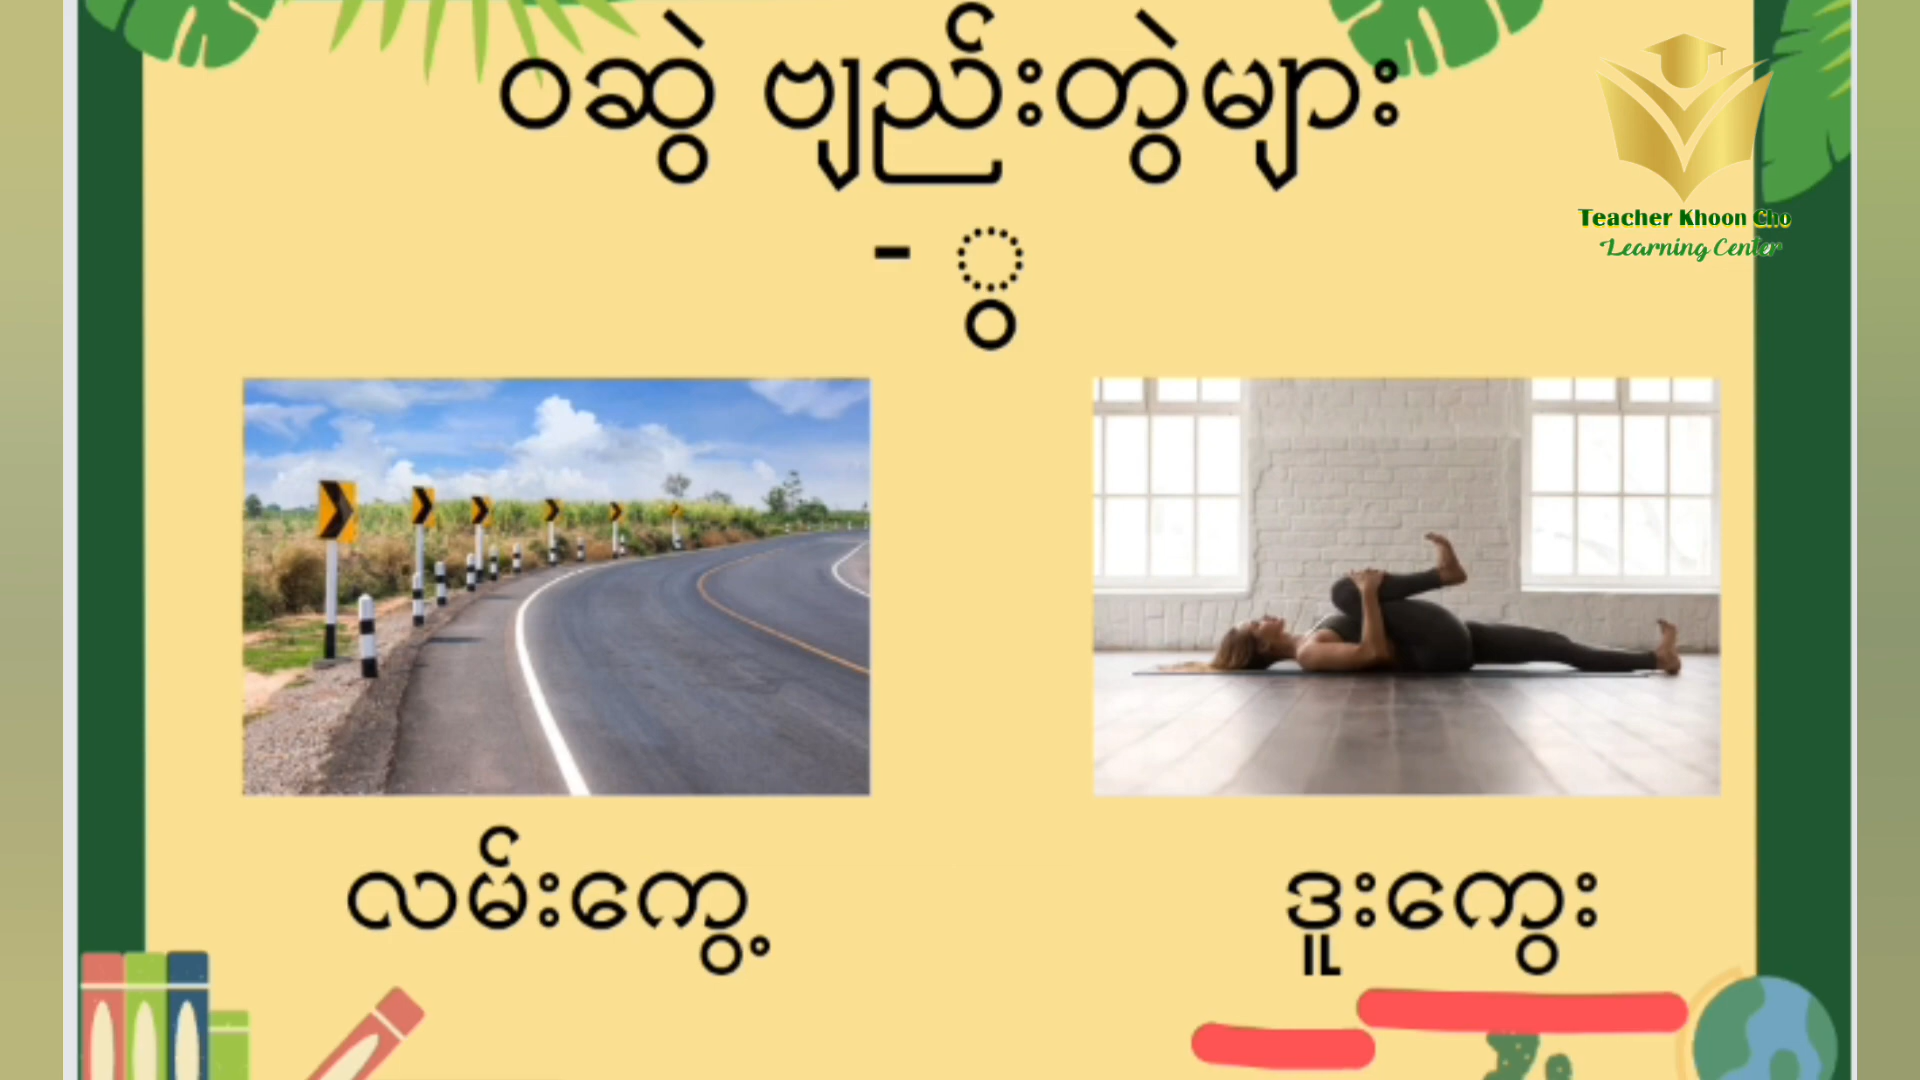 ဝဆွဲ ဗျည်းတွဲများ
- ွ
Teacher Khoon Cho
Learning Center
လမ်းကွေ့
ဒူးကွေး